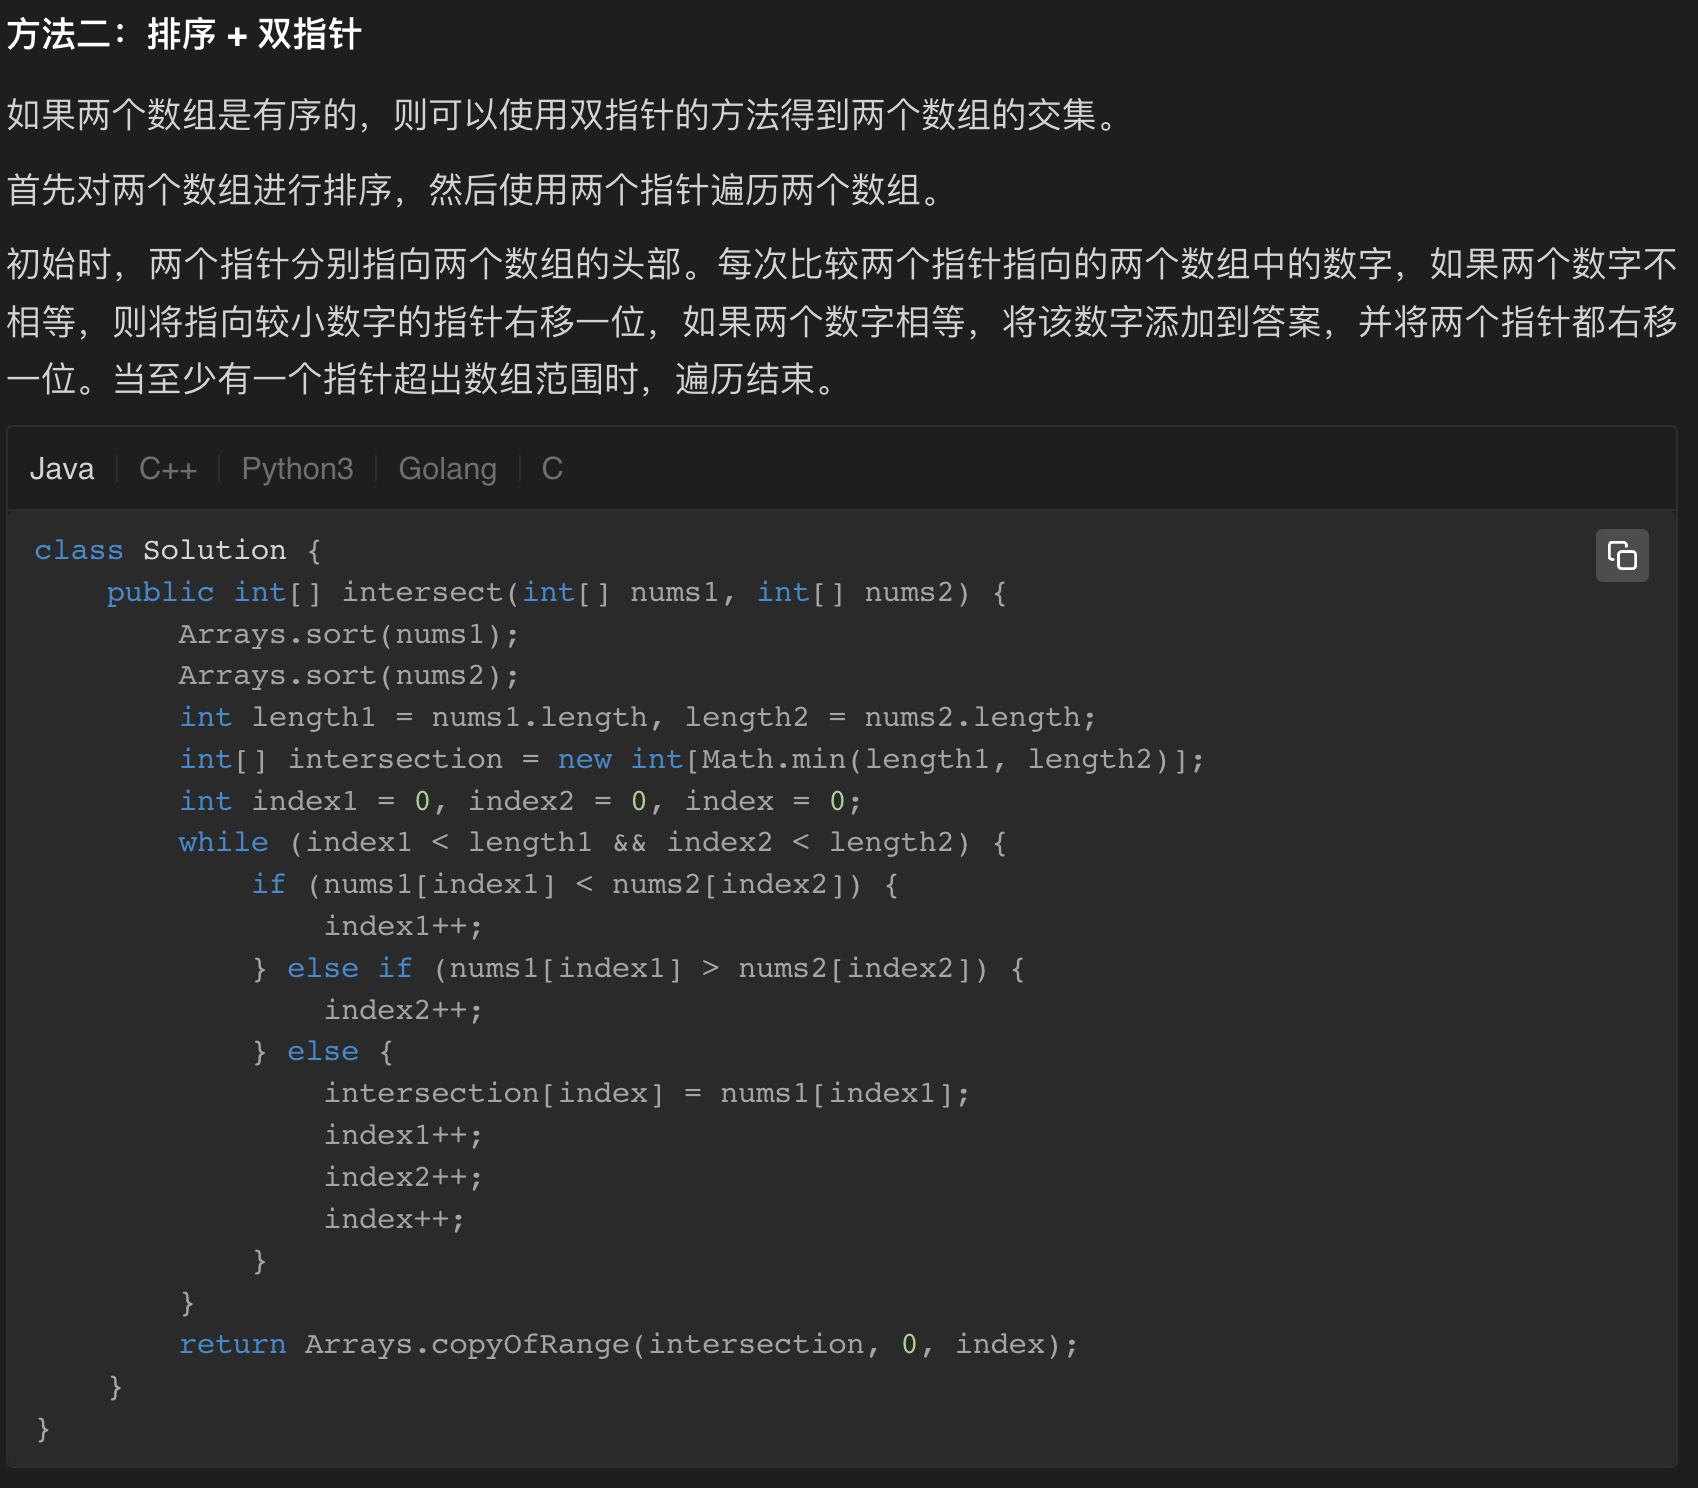 方法二：排序 + 双指针
如果两个数组是有序的，则可以使用双指针的方法得到两个数组的交集。
首先对两个数组进行排序，然后使用两个指针遍历两个数组。
初始时，两个指针分别指向两个数组的头部。每次比较两个指针指向的两个数组中的数字，如果两个数字不
相等，则将指向较小数字的指针右移一位，如果两个数字相等，将该数字添加到答案，并将两个指针都右移
一位。当至少有一个指针超出数组范围时，遍历结束。
Java C++ Python3 Golang C
class Solution {
    public int[] intersect(int[] nums1, int[] nums2) {
        Arrays.sort(nums1);
        Arrays.sort(nums2);
        int length1 = nums1.length, length2 = nums2.length;
        int[] intersection = new int[Math.min(length1, length2)];
        int index1 = 0, index2 = 0, index = 0;
        while (index1 < length1 && index2 < length2) {
            if (nums1[index1] < nums2[index2]) {
                index1++;
            } else if (nums1[index1] > nums2[index2]) {
                index2++;
            } else {
                intersection[index] = nums1[index1];
                index1++;
                index2++;
                index++;
            }
        }
        return Arrays.copyOfRange(intersection, 0, index);
    }
}